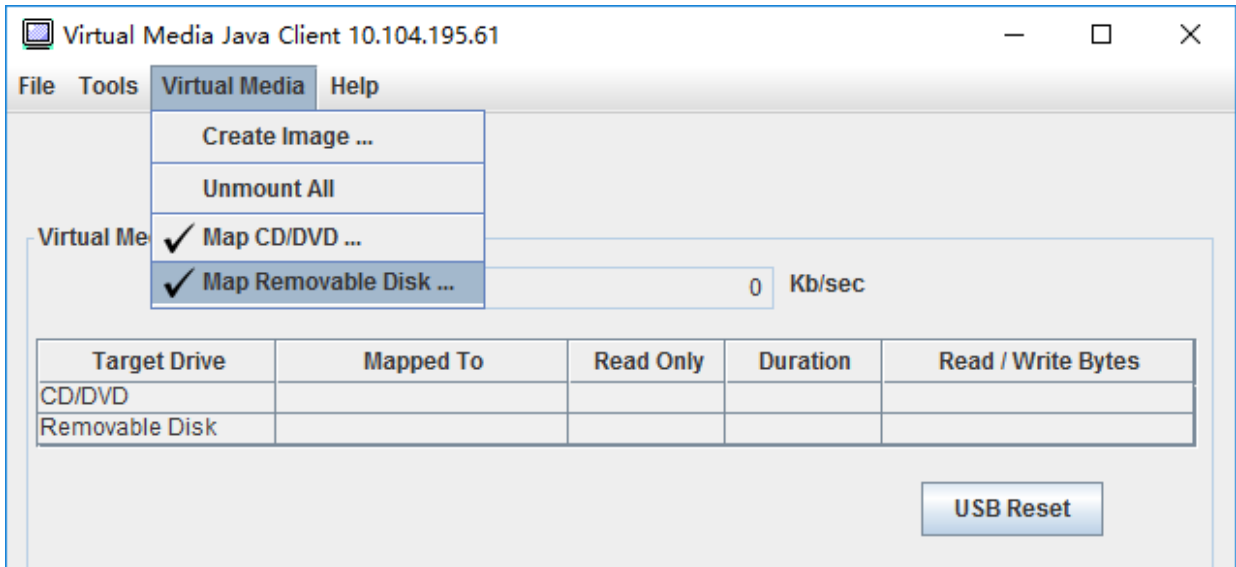 Virtual Media Java Client 10.104.195.61
File Tools Virtual Media Help
Create Image ...
Unmount All
Virtual Me
Map CD/DVD ...
Map Removable Disk ...
0 Kb/sec
Target Drive Mapped To Read Only Duration Read / Write Bytes
CD/DVD
Removable Disk
USB Reset